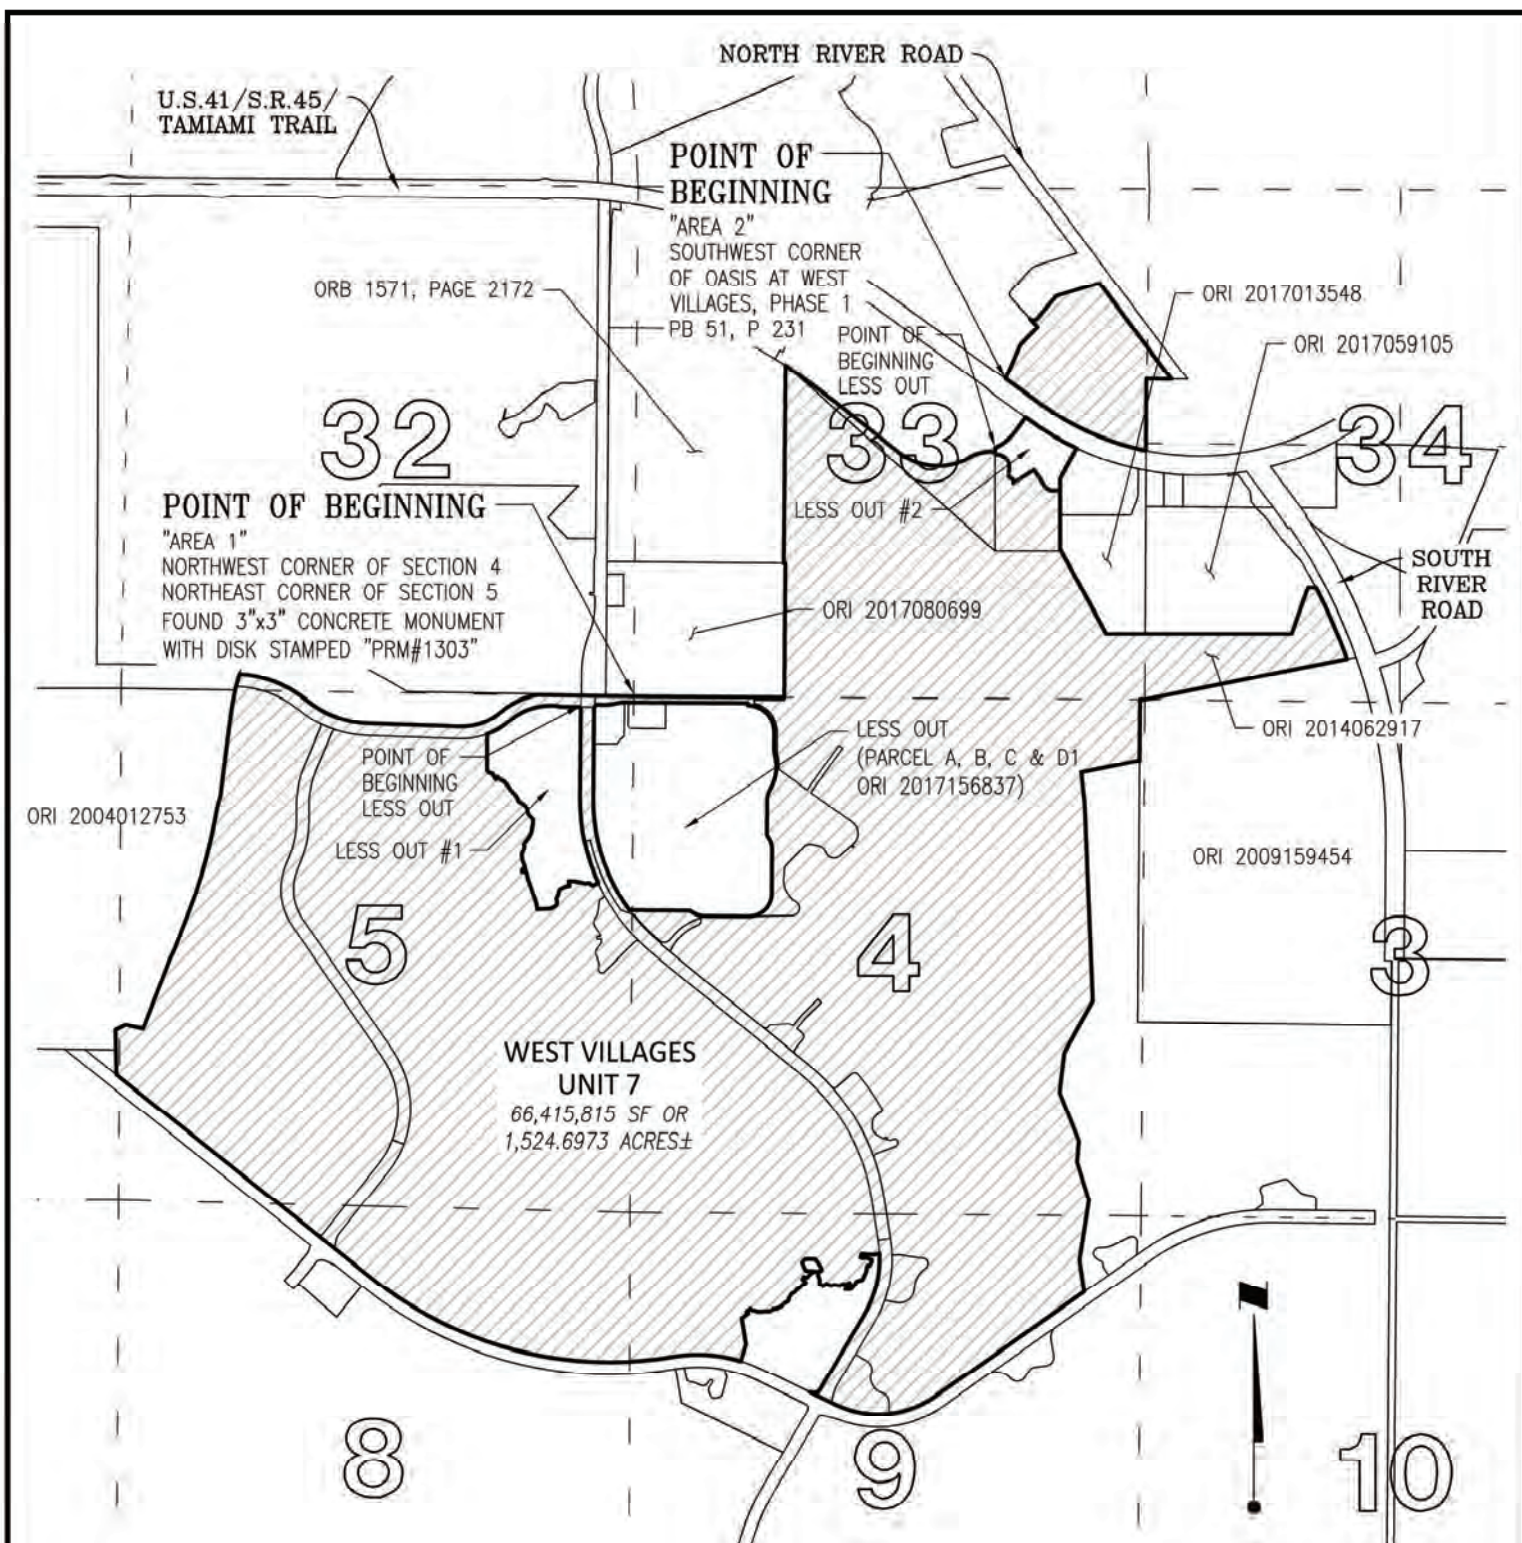 NORTH RIVER ROAD
U.S.41/S.R.45/
TAMIAMI TRAIL
POINT OF
BEGINNING
"AREA 2"
SOUTHWEST CORNER
OF OASIS AT WEST
VILLAGES, PHASE 1
PB 51, P 231
ORB 1571, PAGE 2172
ORI 2017013548
POINT OF
BEGINNING
LESS OUT
ORI 2017059105
32
33
34
POINT OF BEGINNING
"AREA 1"
NORTHWEST CORNER OF SECTION 4
NORTHEAST CORNER OF SECTION 5
FOUND 3"x3" CONCRETE MONUMENT
WITH DISK STAMPED "PRM#1303"
LESS OUT #2
SOUTH
RIVER
ROAD
ORI 2017080699
ORI 2014062917
LESS OUT
(PARCEL A, B, C & D1
ORI 2017156837)
POINT OF
BEGINNING
LESS OUT
ORI 2004012753
LESS OUT #1
ORI 2009159454
5
4
3
WEST VILLAGES
UNIT 7
66,415,815 SF OR
1,524.6973 ACRES±
8
9
10